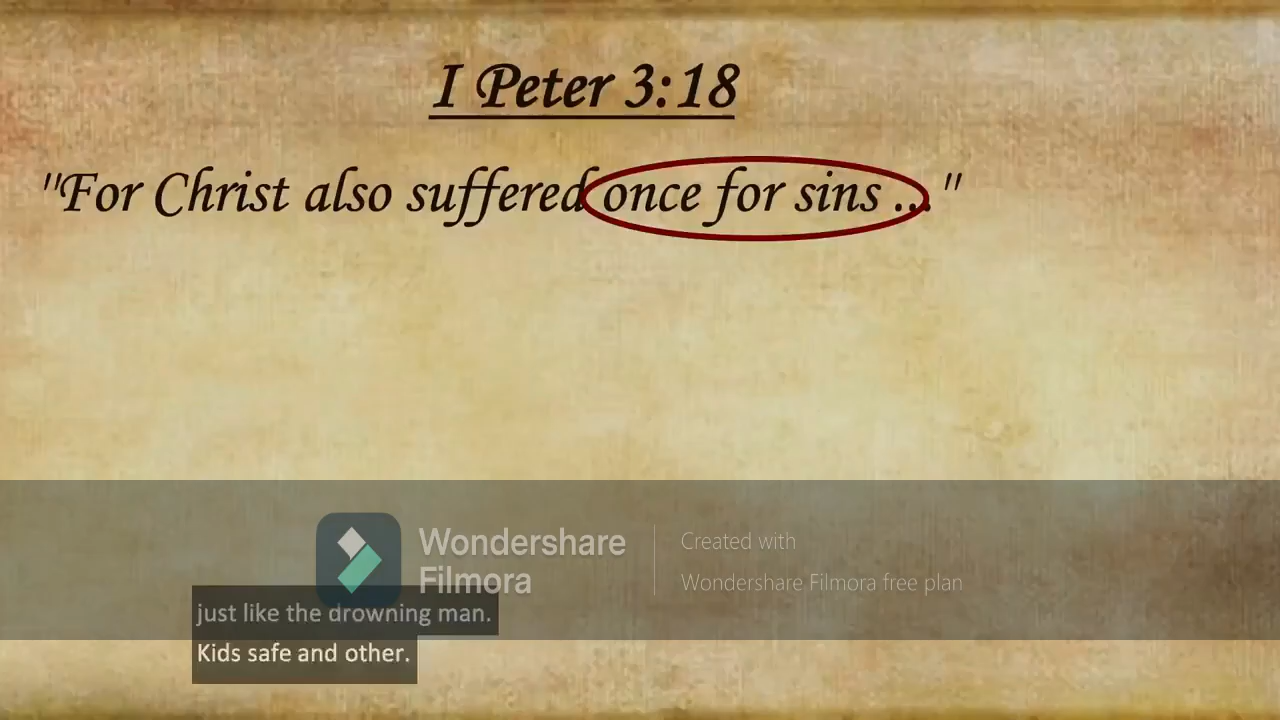 I Peter 3:18
"For Christ also suffered once for sins ..."
Wondershare
Filmora
Created with
Wondershare Filmora free plan
just like the drowning man.
Kids safe and other.